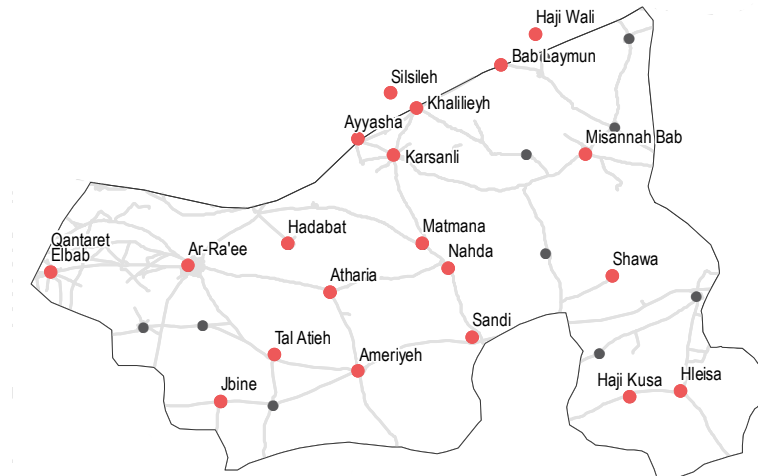 Haji Wali
Bab Laymun
Silsileh
Khalilieyh
Ayyasha
Karsanli
Misannah Bab
Qantaret
Elbab
Ar-Ra'ee
Hadabat
Matmana
Nahda
Shawa
Atharia
Sandi
Tal Atieh
Ameriyeh
Jbine
Haji Kusa
Hleisa